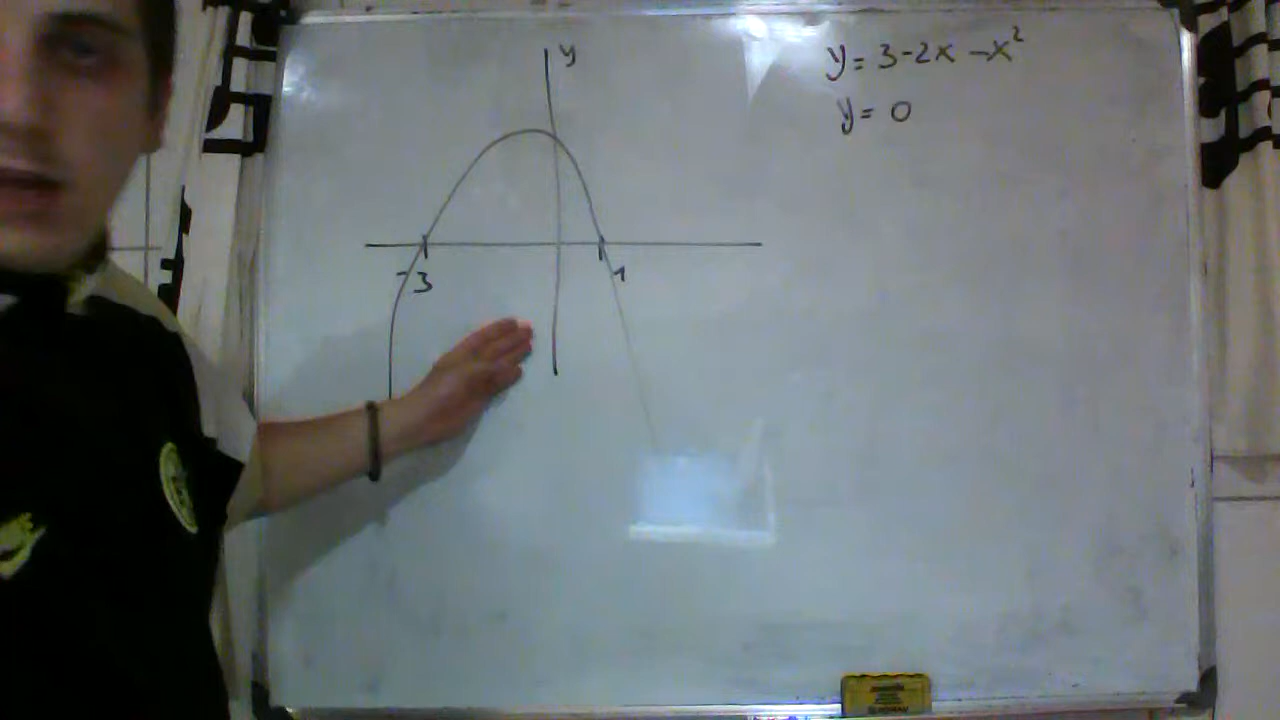 y
y = 3-2x -x²
y = 0
-3
1